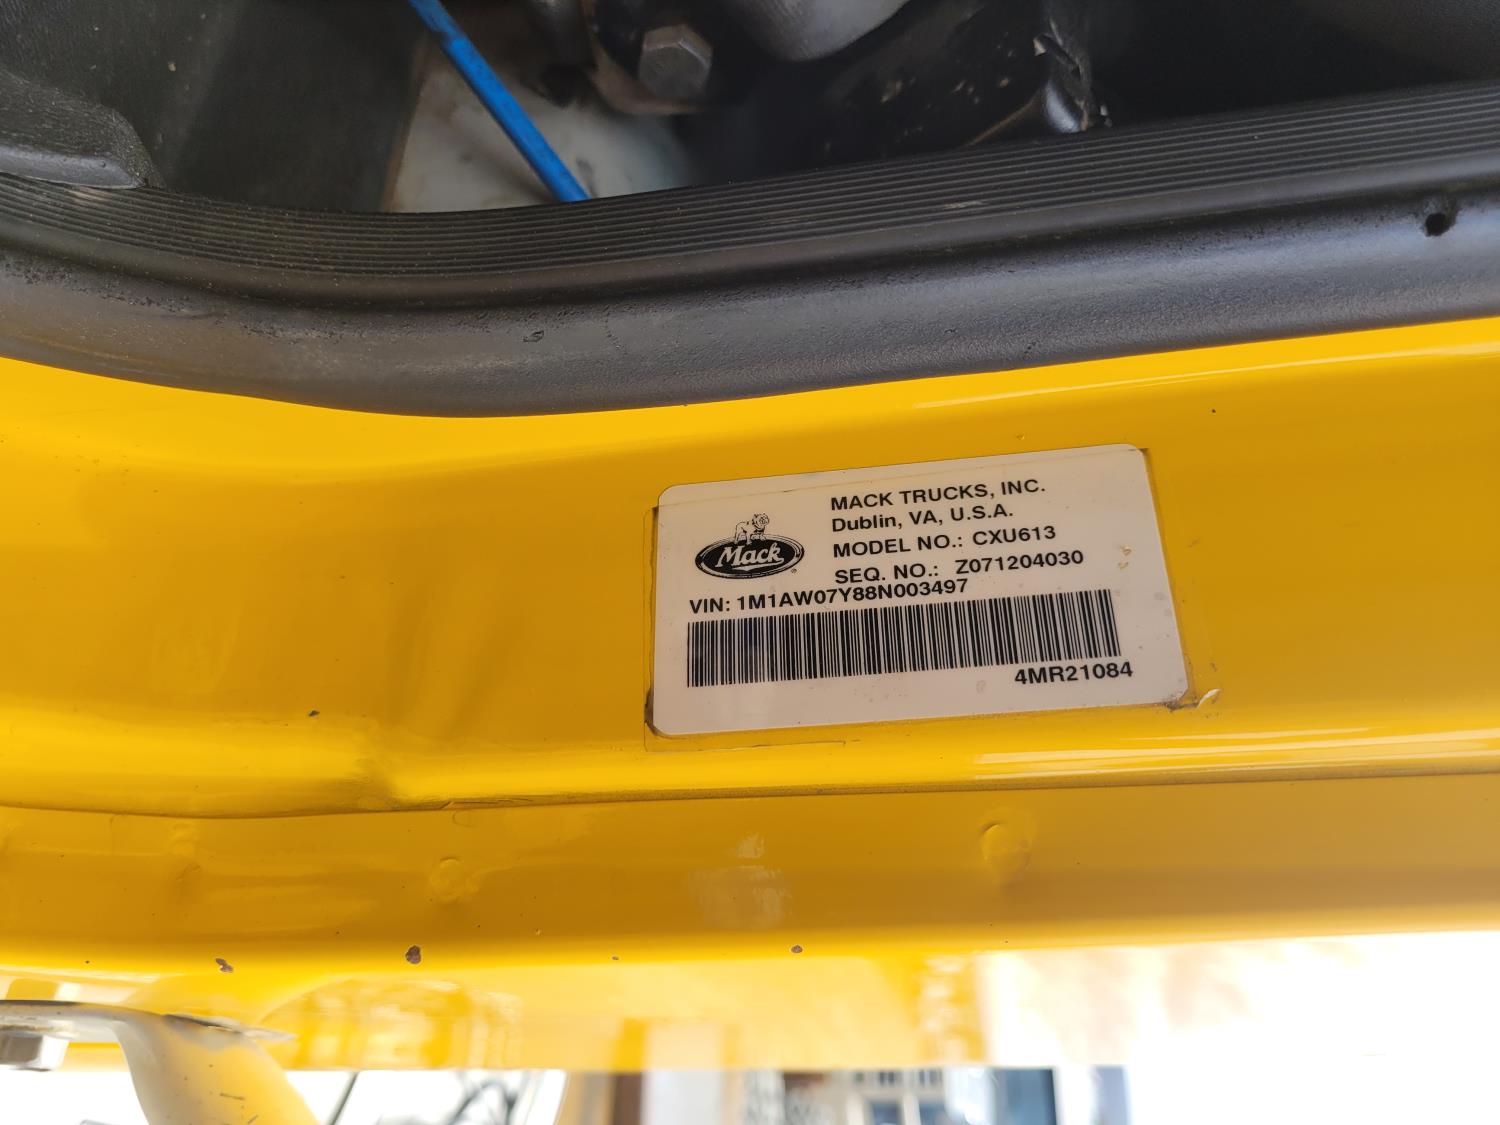 MACK TRUCKS, INC.
Dublin, VA, U.S.A.
MODEL NO.: CXU613
SEQ. NO.: Z071204030
Mack
VIN: 1M1AW07Y88N003497
4MR21084